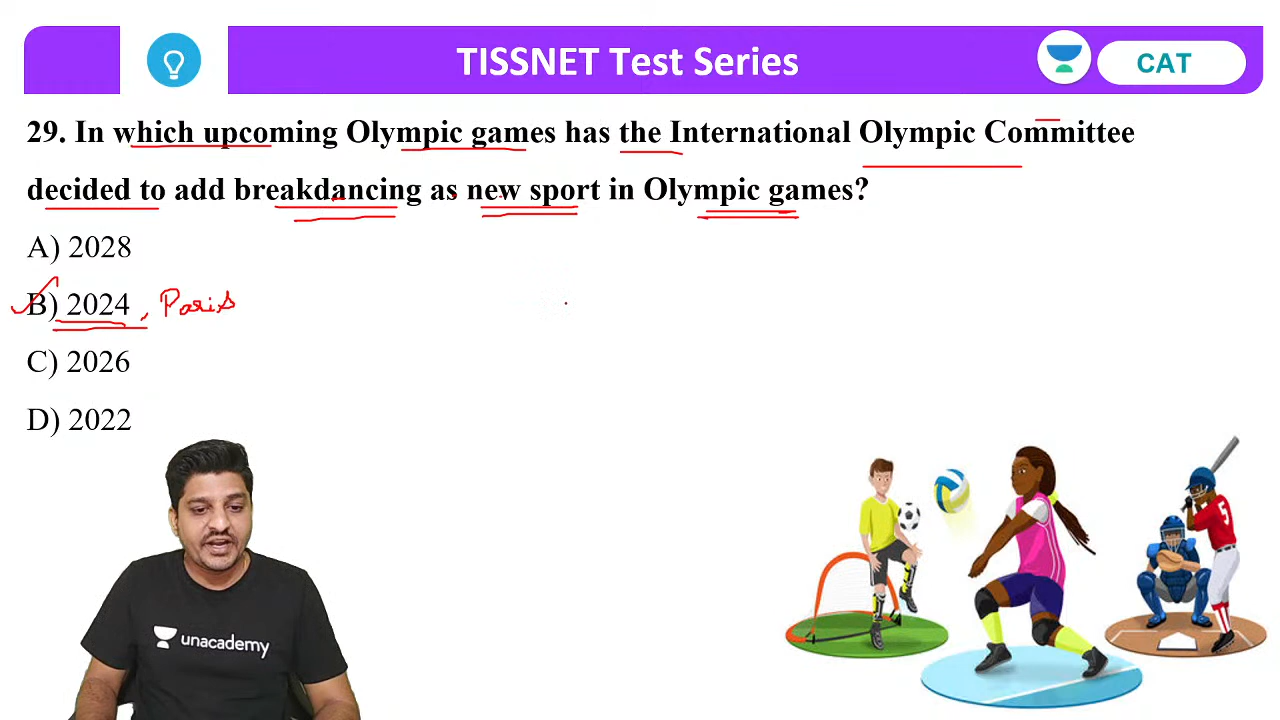 TISSNET Test Series
CAT
29. In which upcoming Olympic games has the International Olympic Committee
decided to add breakdancing as new sport in Olympic games?
A) 2028
B) 2024 , Paris
C) 2026
D) 2022
unacademy
5